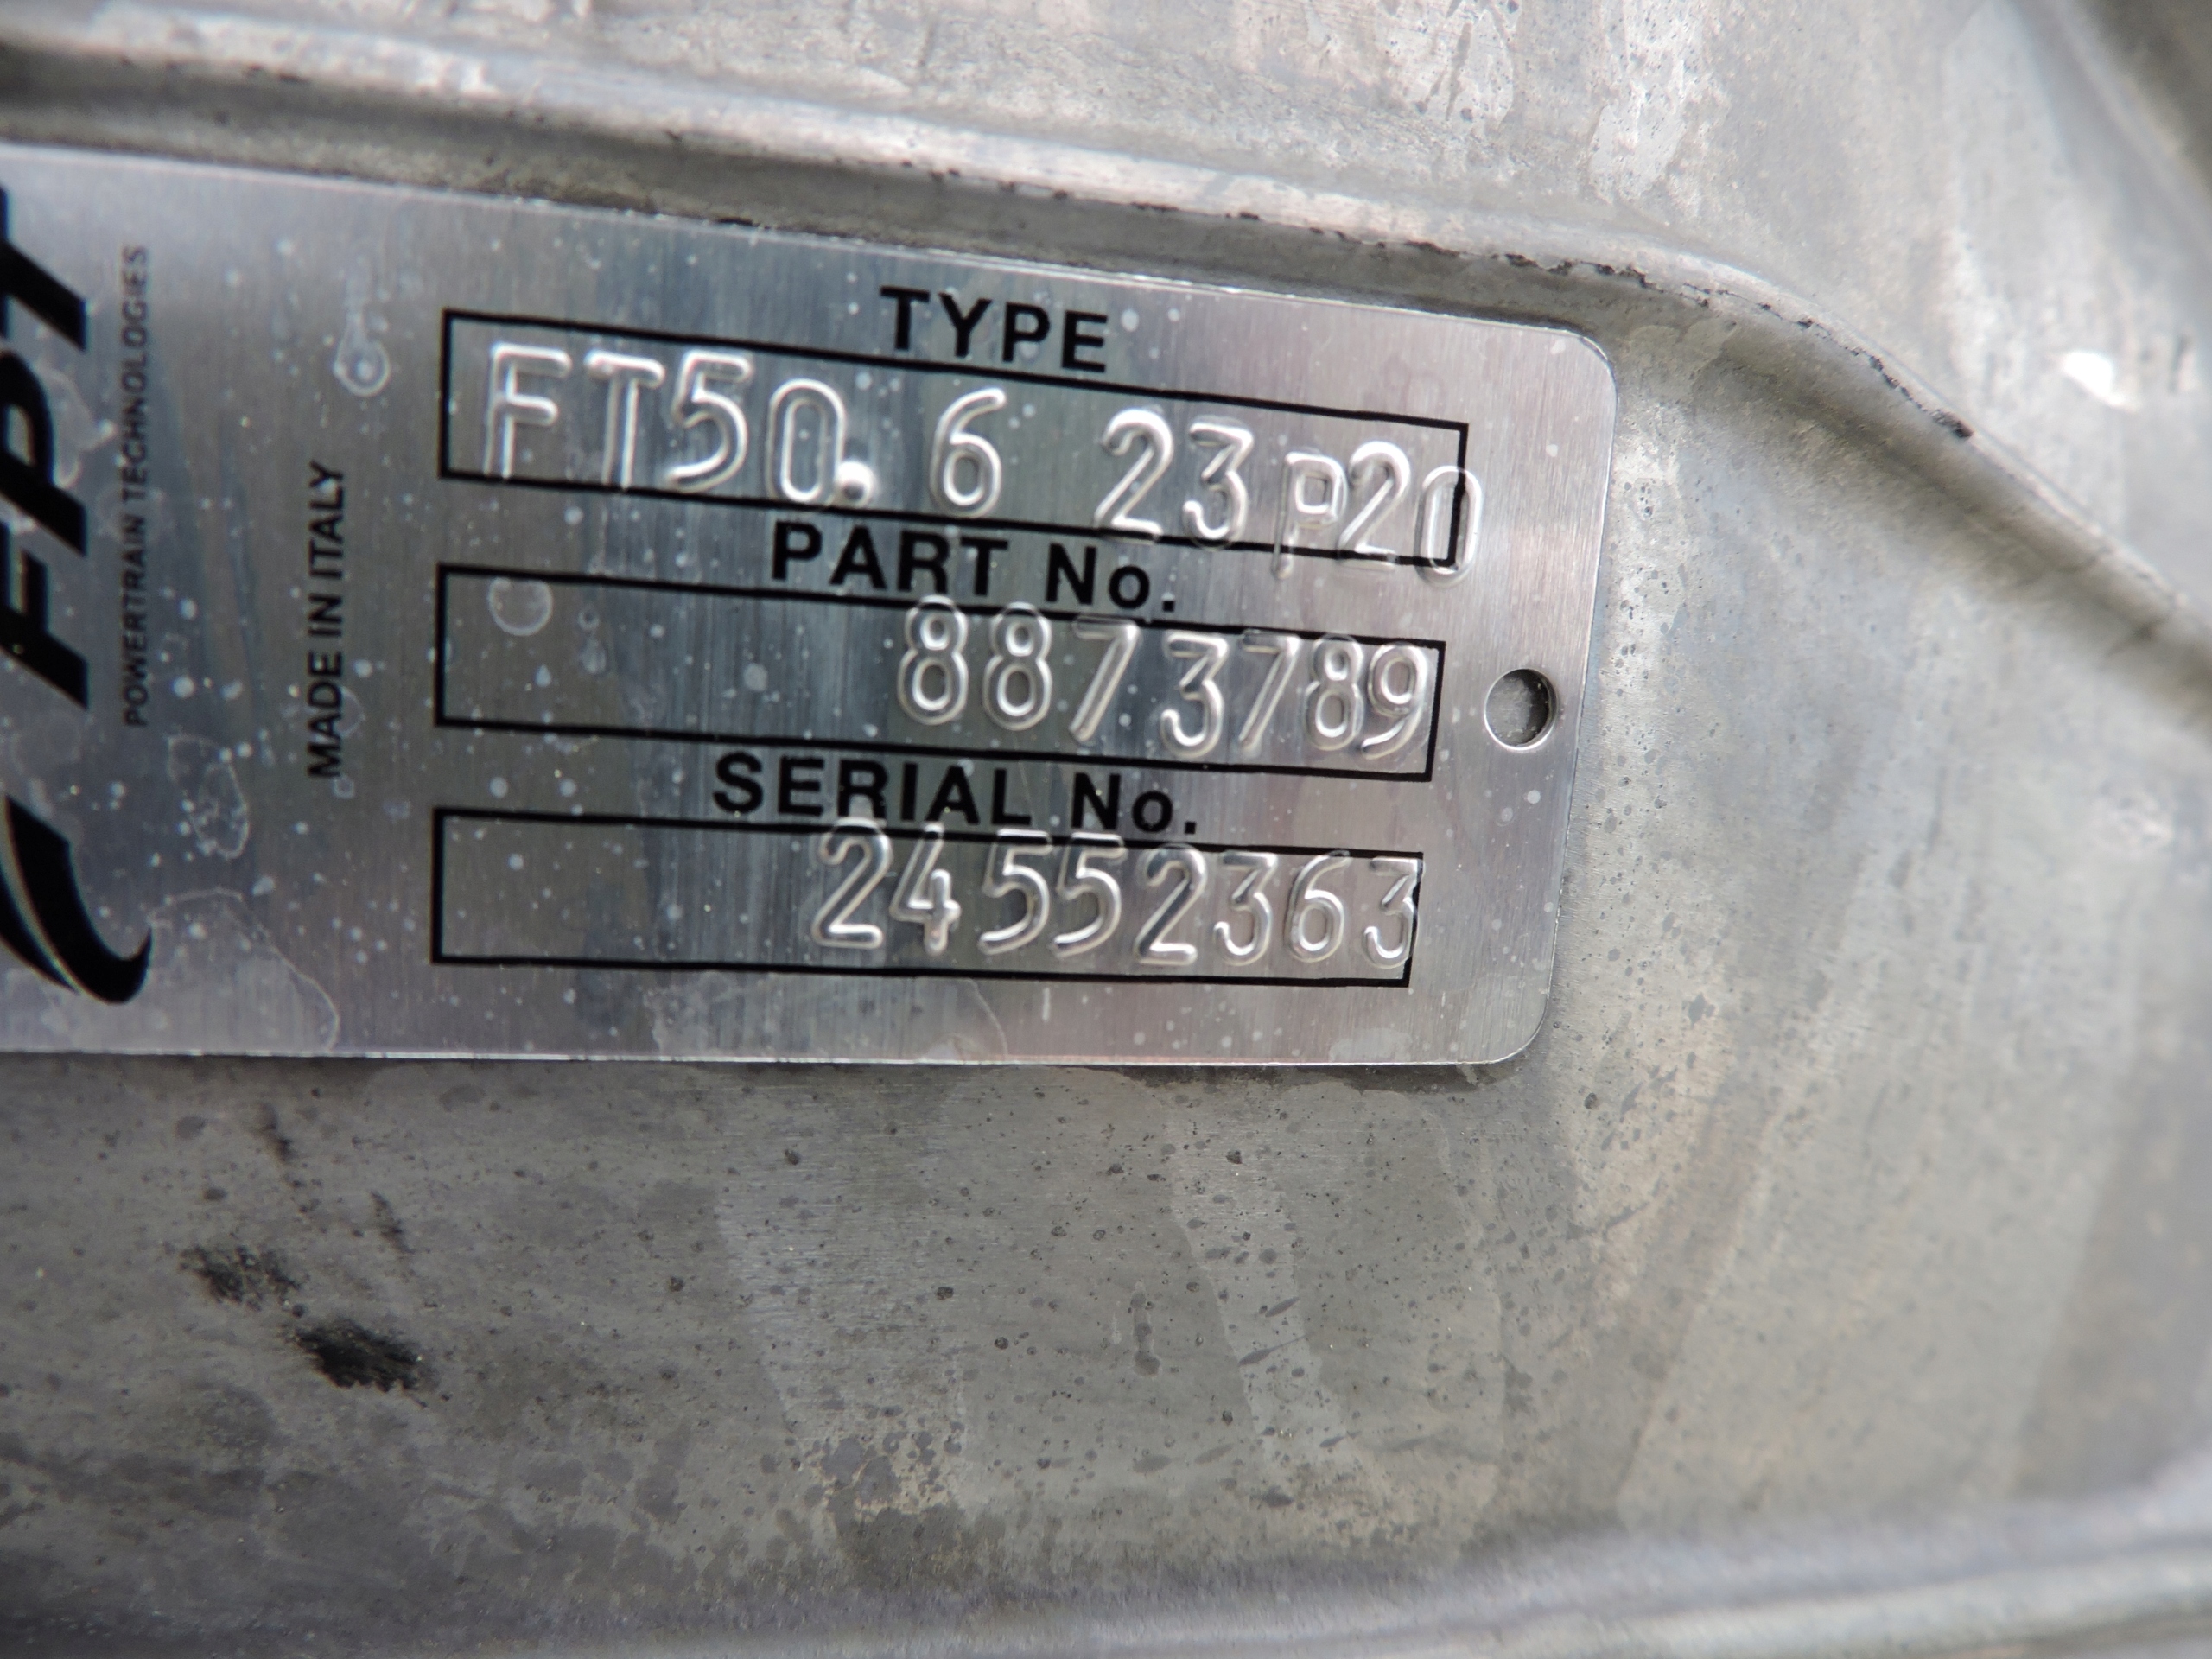 FPT
POWERTRAIN TECHNOLOGIES
MADE IN ITALY
TYPE
FT50.6 23P20
PART No.
8873789
SERIAL No.
24552363